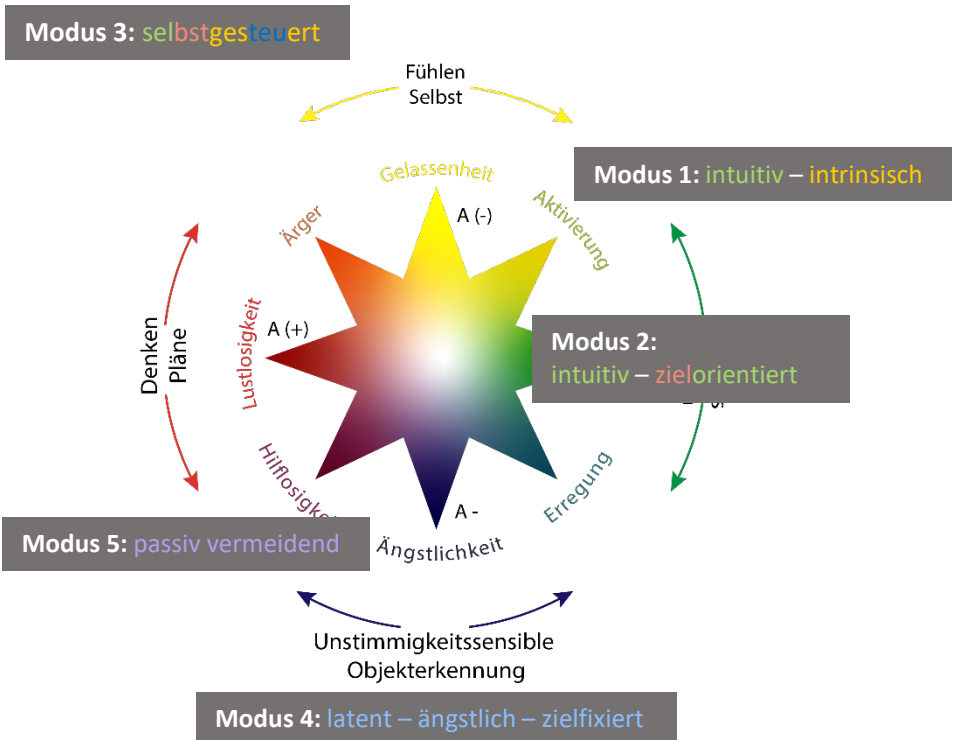 Modus 3: selbstgesteuert
Fühlen
Selbst
Modus 1: intuitiv – intrinsisch
Gelassenheit
A (-)
Aktivierung
Ärger
Lustlosigkeit
A (+)
Denken
Pläne
Modus 2:
intuitiv – zielorientiert
Erregung
A -
Ängstlichkeit
Modus 5: passiv vermeidend
Unstimmigkeitssensible
Objekterkennung
Modus 4: latent – ängstlich – zielfixiert